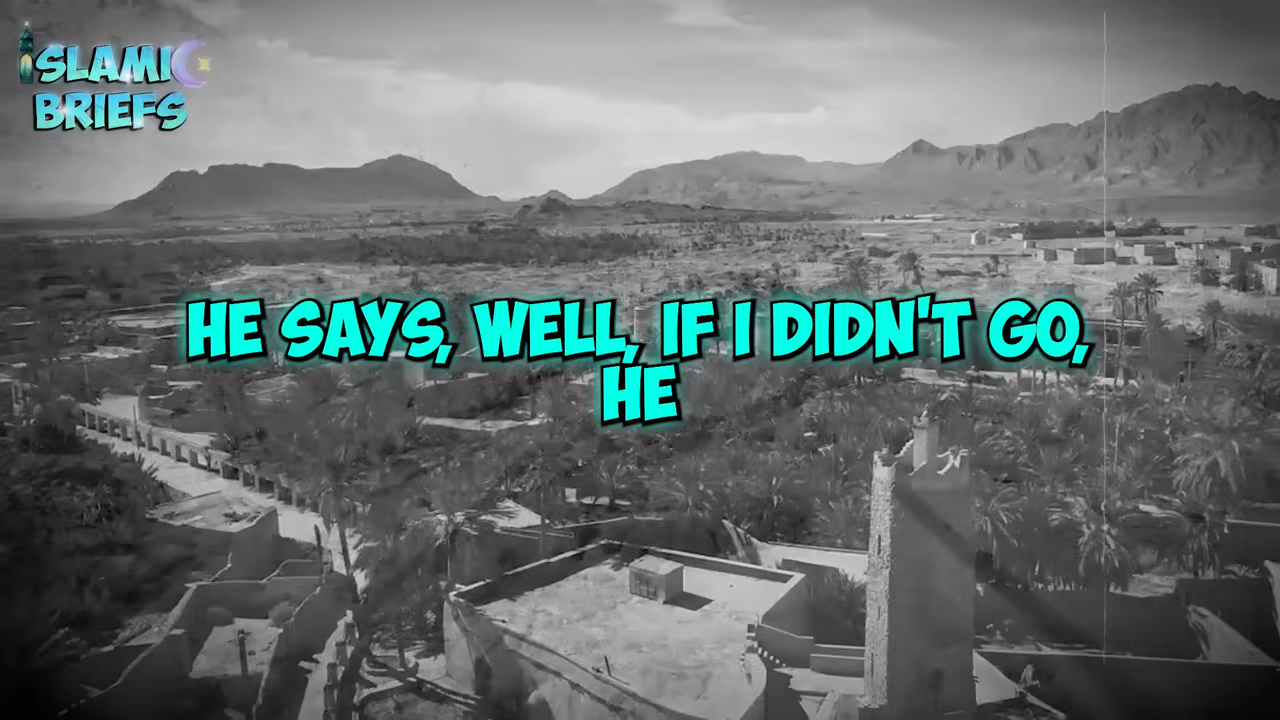 ISLAMIC
BRIEFS
HE SAYS, WELL, IF I DIDN'T GO,
HE